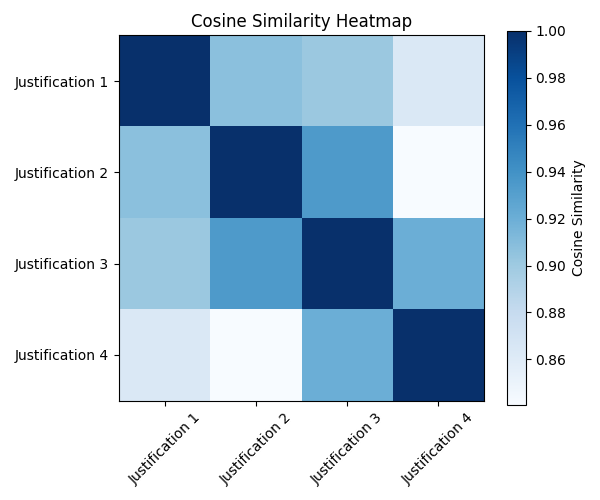 Cosine Similarity Heatmap
Justification 1
Justification 2
Justification 3
Justification 4
Justification 1
Justification 2
Justification 3
Justification 4
1.00
0.98
0.96
0.94
0.92
0.90
0.88
0.86
Cosine Similarity